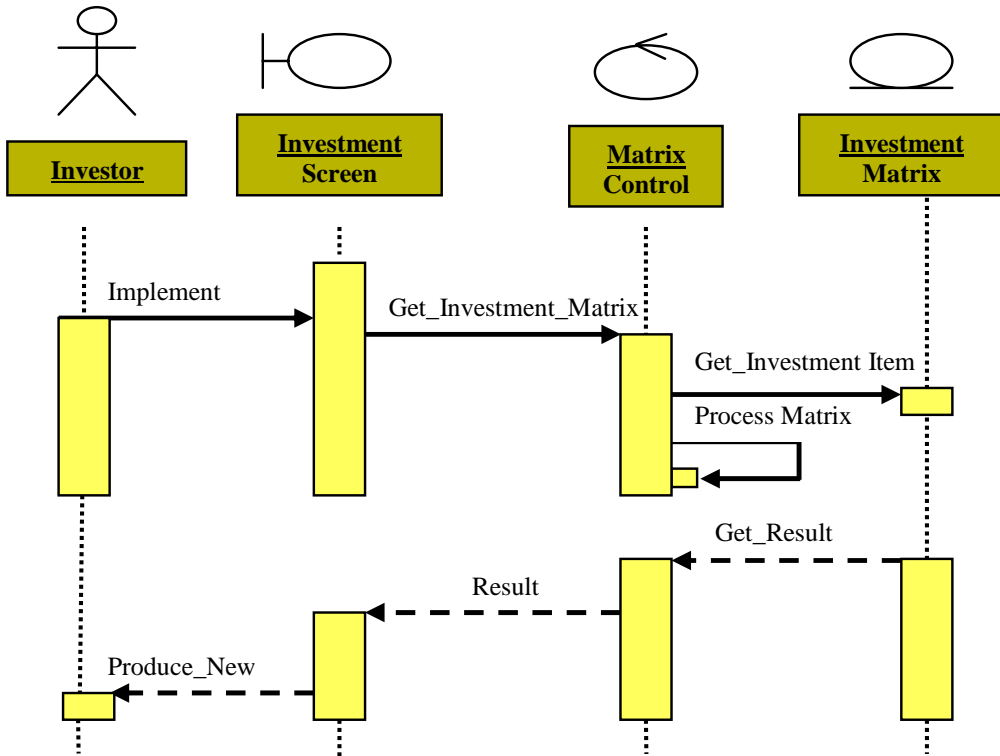 Investor
Investment
Screen
Matrix
Control
Investment
Matrix
Implement
Get_Investment_Matrix
Get_Investment Item
Process Matrix
Get_Result
Result
Produce_New